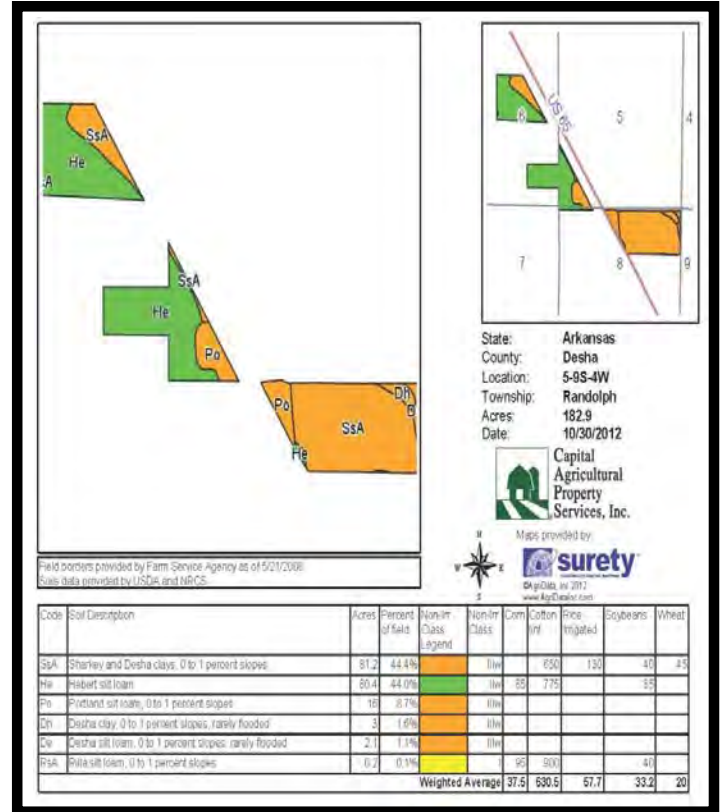 SsA
He
A
SsA
He
Po
Po
He
SsA
Dh
D
US 65
6
5
4
7
8
9
State: Arkansas
County: Desha
Location: 5-9S-4W
Township: Randolph
Acres: 182.9
Date: 10/30/2012
Capital
Agricultural
Property
Services, Inc.
N
W E
S
Maps provided by:
surety
©AgriData, Inc 2012
www.AgriDataInc.com
Field borders provided by Farm Service Agency as of 5/21/2008.
Soils data provided by USDA and NRCS.
Code Soil Description Acres Percent of field Non-Irr Class Legend Non-Irr Class Corn Cotton lint Rice Irrigated Soybeans Wheat
SsA Sharkey and Desha clays, 0 to 1 percent slopes 81.2 44.4% IIIw 650 130 40 45
He Hebert silt loam 80.4 44.0% IIw 85 775 35
Po Portland silt loam, 0 to 1 percent slopes 16 8.7% IIIw
Dh Desha clay, 0 to 1 percent slopes, rarely flooded 3 1.6% IIIw
De Desha silt loam, 0 to 1 percent slopes, rarely flooded 2.1 1.1% IIIw
RsA Rilla silt loam, 0 to 1 percent slopes 0.2 0.1% I 95 900 40
Weighted Average 37.5 630.5 57.7 33.2 20